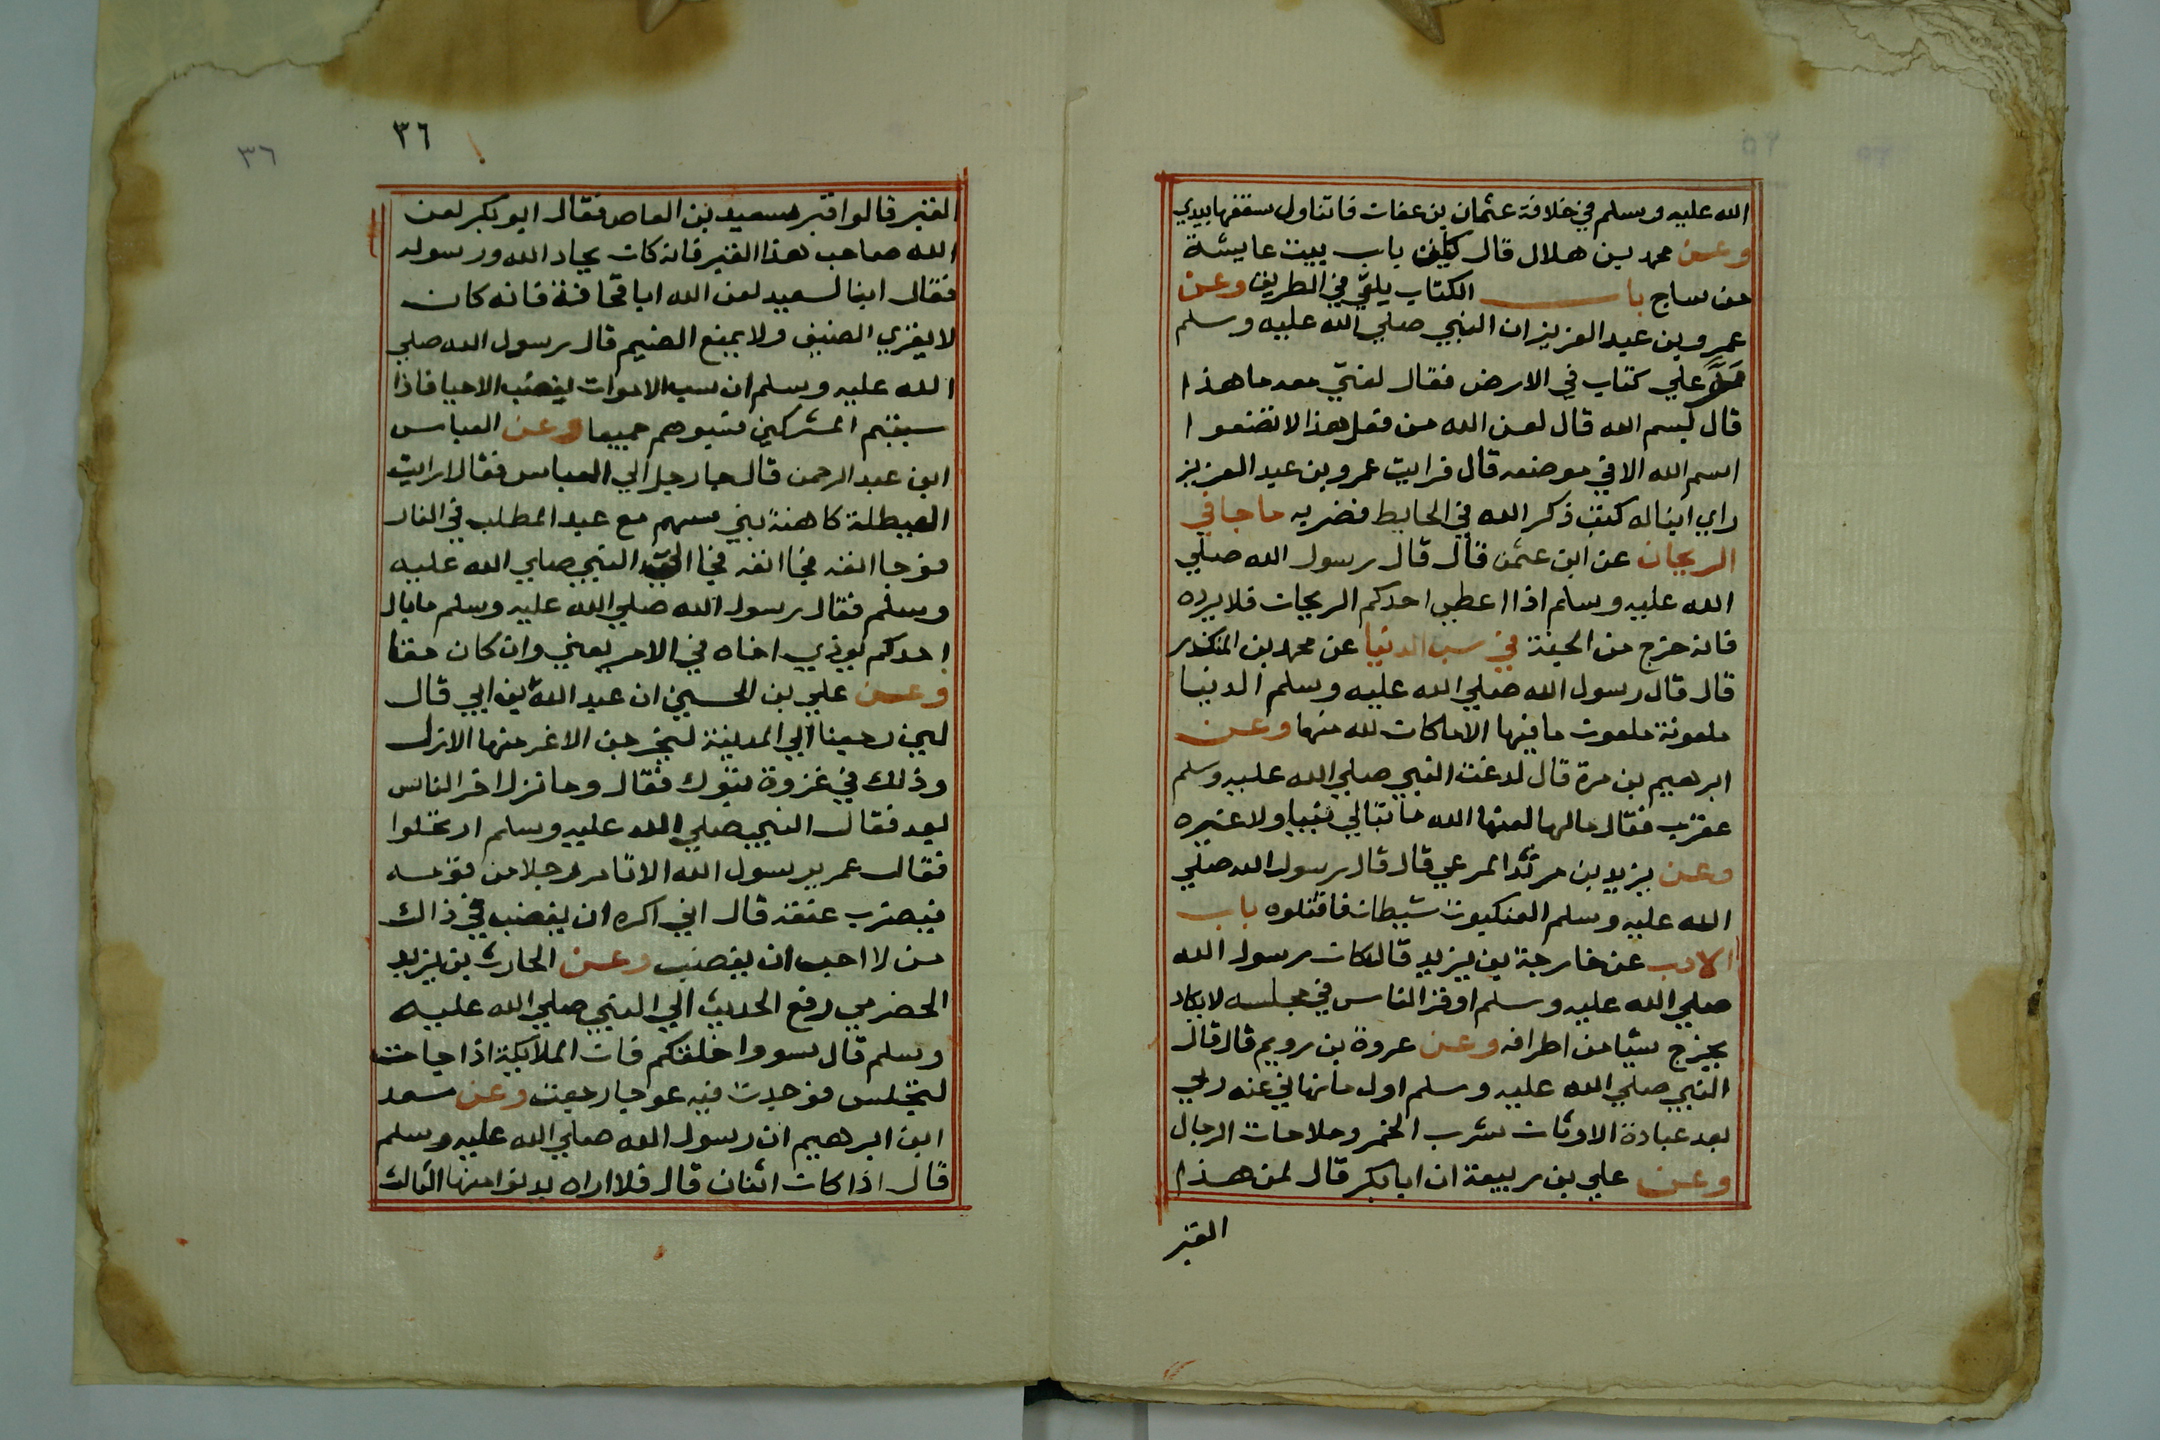 الله عليه وسلم في خلافة عثمان بن عفان فاتناول سقفها بيدي
وعن محمد بن هلال قال باب بيت عايشة
من ساج باب الكتاب يلقي في الطريق وعن
عمرو بن عبد العزيز ان النبي صلي الله عليه وسلم
مر علي كتاب في الارض فقال لفتي معه ما هذا
قال بسم الله قال لعن الله من فعل هذا لا تضعوا
اسم الله الا في موضعه قال فرايت عمرو بن عبد العزيز
راي ابنا له كتب ذكر الله في الحايط فضربه ما جا في
الريحان عن ابن عثمن قال قال رسول الله صلي
الله عليه وسلم اذا اعطي احدكم الريحان فلا يرده
فانه خرج من الجنة في سب الدنيا عن محمد بن المنكدر
قال قال رسول الله صلي الله عليه وسلم الدنيا
ملعونة ملعون ما فيها الا ما كان لله منها وعن
ابرهيم بن مرة قال لدغت النبي صلي الله عليه وسلم
عقرب فقال مالها لعنها الله ما تبالي نبيا ولا غيره
وعن يزيد بن مرثد المرعي قال قال رسول الله صلي
الله عليه وسلم العنكبوت شيطان فاقتلوه باب
الادب عن خارجة بن يزيد قال كان رسول الله
صلي الله عليه وسلم اوقر الناس في مجلسه لا يكاد
يخرج شيا من اطرافه وعن عروة بن رويم قال قال
النبي صلي الله عليه وسلم اول ما نهاني عنه ربي
بعد عبادة الاوثان شرب الخمر وملاحات الرجال
وعن علي بن ربيعة ان ابا بكر قال لمن هذا
القبر
٣٦
٣٦
القبر قالوا قبر سعيد بن العاص فقال ابو بكر لعن
الله صاحب هذا القبر فانه كان يحاد الله ورسوله
فقال ابنا لسعيد لعن الله ابا قحافة فانه كان
لا يقري الضيف ولا يمنع الضيم قال رسول الله صلي
الله عليه وسلم ان سب الاموات يغضب الاحيا فاذا
سببتم المشركين فسبوهم جميعا وعن العباس
ابن عبد الرحمن قال جا رجل الي العباس فقال ارايت
الغيطلة كاهنة بني سهم مع عبد المطلب في النار
فوجا انفه فجا النبي صلي الله عليه
وسلم فقال رسول الله صلي الله عليه وسلم ما بال
احدكم يوذي اخاه في الامر يعني وان كان حقا
وعن علي بن الحسين ان عبد الله بن ابي قال
لين رجعنا الي المدينة ليخرجن الاعز منها الاذل
وذلك في غزوة تبوك فقال وما نزل اخر الناس
بعد فقال النبي صلي الله عليه وسلم ارتحلوا
فقال عمر يرسول الله الا تامر رجلا من قومه
فيضرب عنقه قال اني اكره ان يغضب في ذاك
من لا احب ان يغضب وعن الحارث بن يزيد
الحضرمي رفع الحديث الي النبي صلي الله عليه
وسلم قال سووا خلقكم فان الملايكة اذا جات
لتجلس فوجدت فيه عوجا رجعت وعن سعد
ابن ابرهيم ان رسول الله صلي الله عليه وسلم
قال اذا كان اثنان قال فلا اراه يدنوا منها الثالث